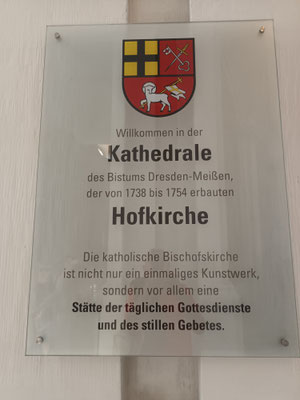 Willkommen in der
Kathedrale
des Bistums Dresden-Meißen,
der von 1738 bis 1754 erbauten
Hofkirche
Die katholische Bischofskirche
ist nicht nur ein einmaliges Kunstwerk,
sondern vor allem eine
Stätte der täglichen Gottesdienste
und des stillen Gebetes.